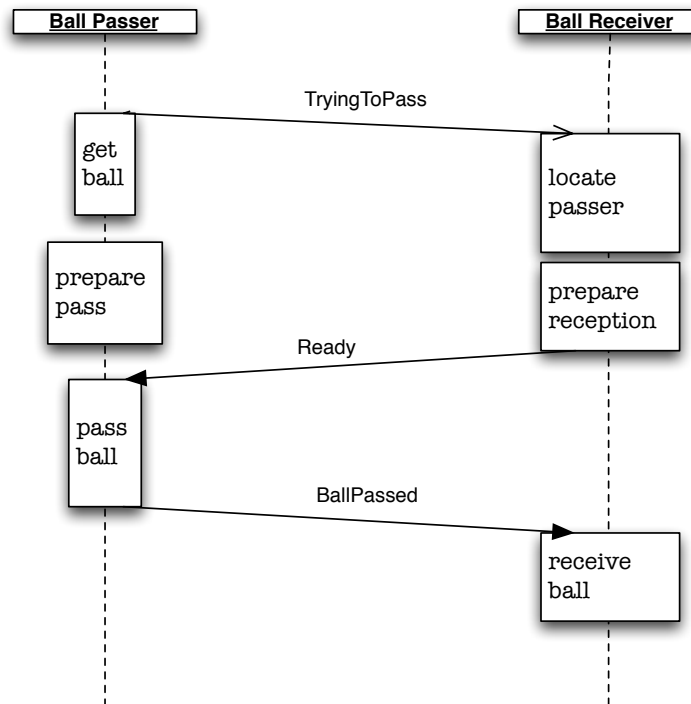 Ball Passer
Ball Receiver
TryingToPass
get
ball
locate
passer
prepare
pass
prepare
reception
Ready
pass
ball
BallPassed
receive
ball